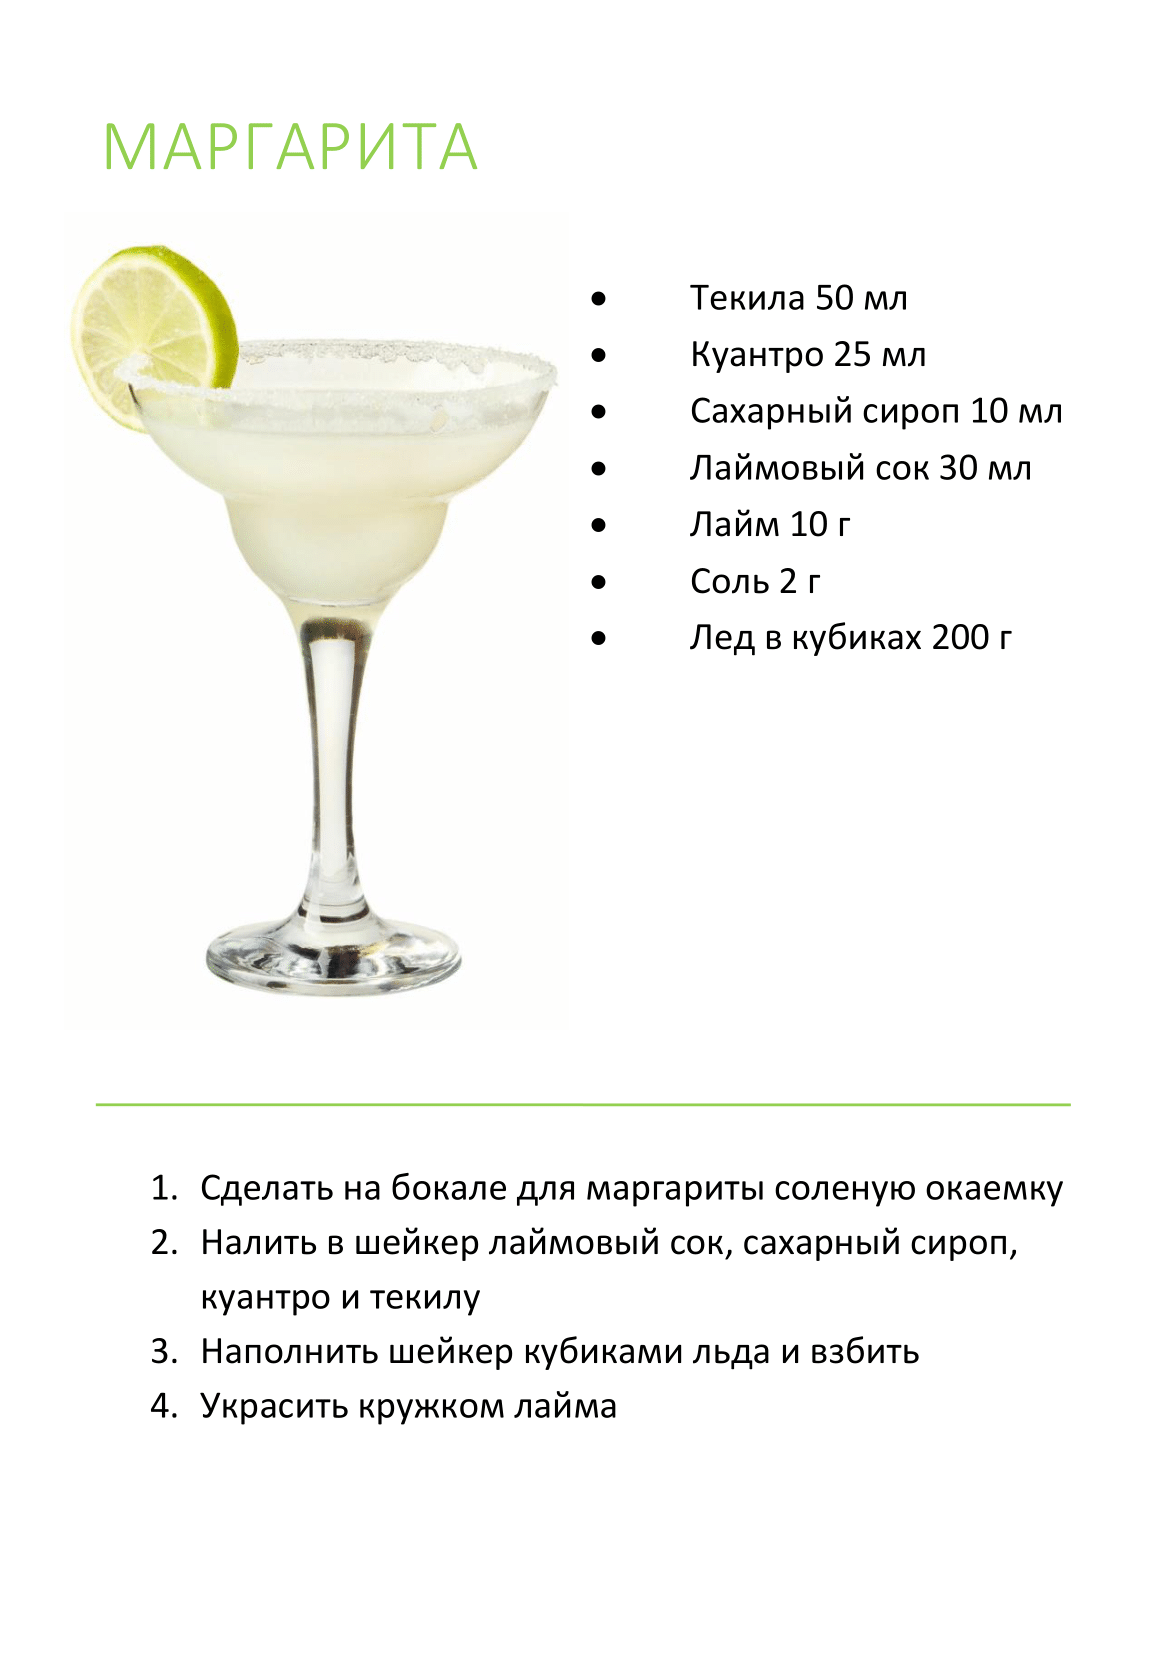 МАРГАРИТА
• Текила 50 мл
• Куантро 25 мл
• Сахарный сироп 10 мл
• Лаймовый сок 30 мл
• Лайм 10 г
• Соль 2 г
• Лед в кубиках 200 г
1. Сделать на бокале для маргариты соленую окаемку
2. Налить в шейкер лаймовый сок, сахарный сироп,
куантро и текилу
3. Наполнить шейкер кубиками льда и взбить
4. Украсить кружком лайма